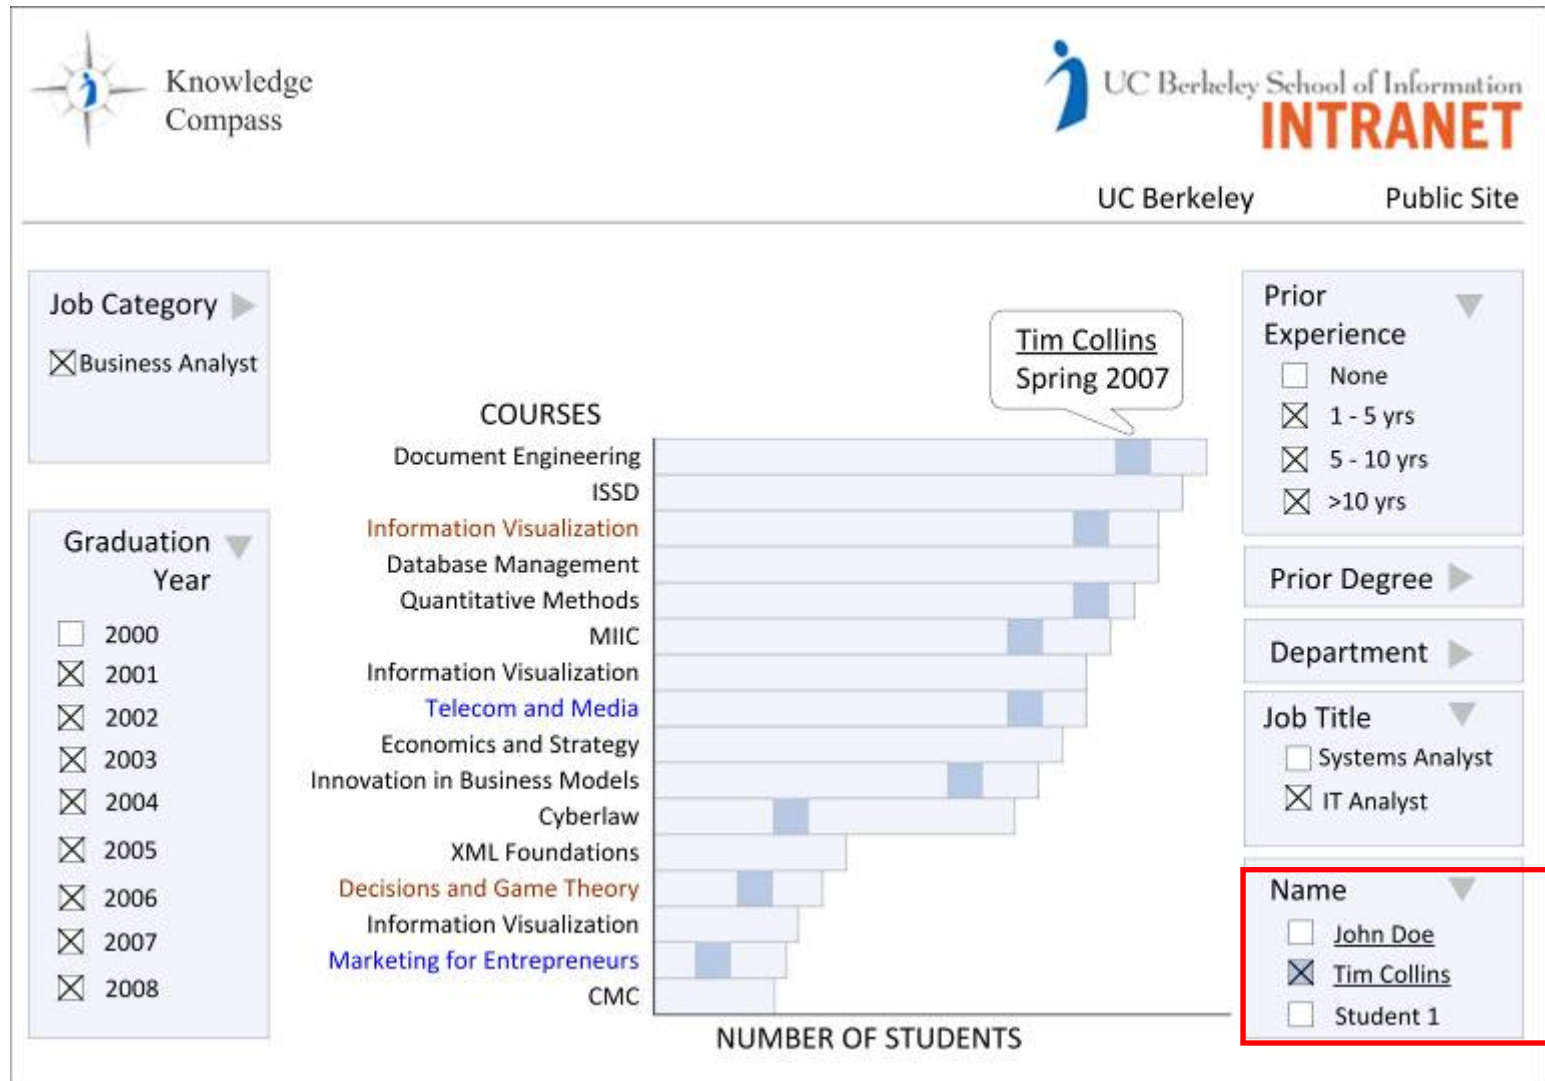 Knowledge
Compass
UC Berkeley School of Information
INTRANET
UC Berkeley
Public Site
Job Category
Business Analyst
Graduation
Year
2000
2001
2002
2003
2004
2005
2006
2007
2008
Tim Collins
Spring 2007
COURSES
Document Engineering
ISSD
Information Visualization
Database Management
Quantitative Methods
MIIC
Information Visualization
Telecom and Media
Economics and Strategy
Innovation in Business Models
Cyberlaw
XML Foundations
Decisions and Game Theory
Information Visualization
Marketing for Entrepreneurs
CMC
NUMBER OF STUDENTS
Prior
Experience
None
1 - 5 yrs
5 - 10 yrs
>10 yrs
Prior Degree
Department
Job Title
Systems Analyst
IT Analyst
Name
John Doe
Tim Collins
Student 1